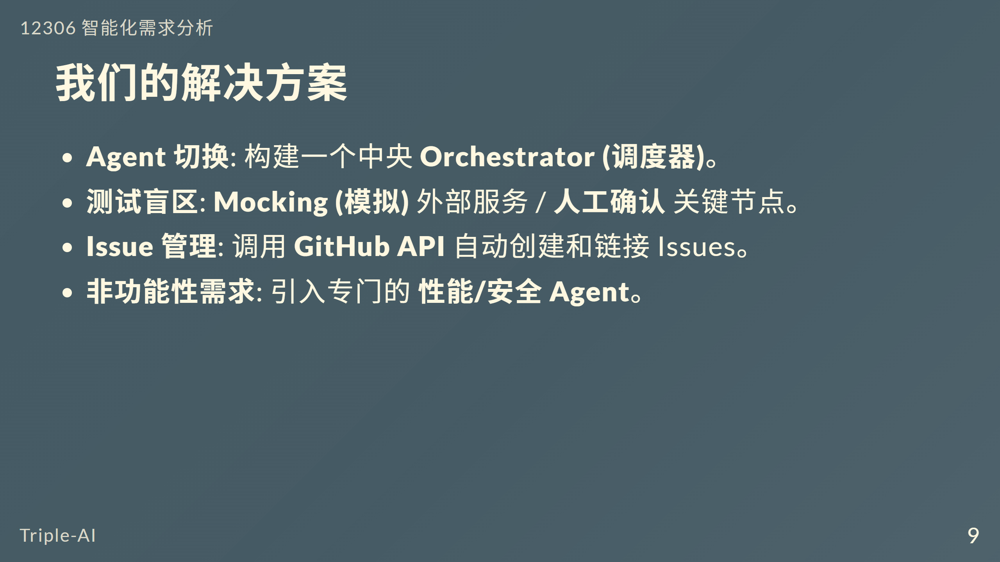 12306 智能化需求分析
我们的解决方案
• Agent 切换: 构建一个中央 Orchestrator (调度器)。
• 测试盲区: Mocking (模拟) 外部服务 / 人工确认 关键节点。
• Issue 管理: 调用 GitHub API 自动创建和链接 Issues。
• 非功能性需求: 引入专门的 性能/安全 Agent。
Triple-AI
9